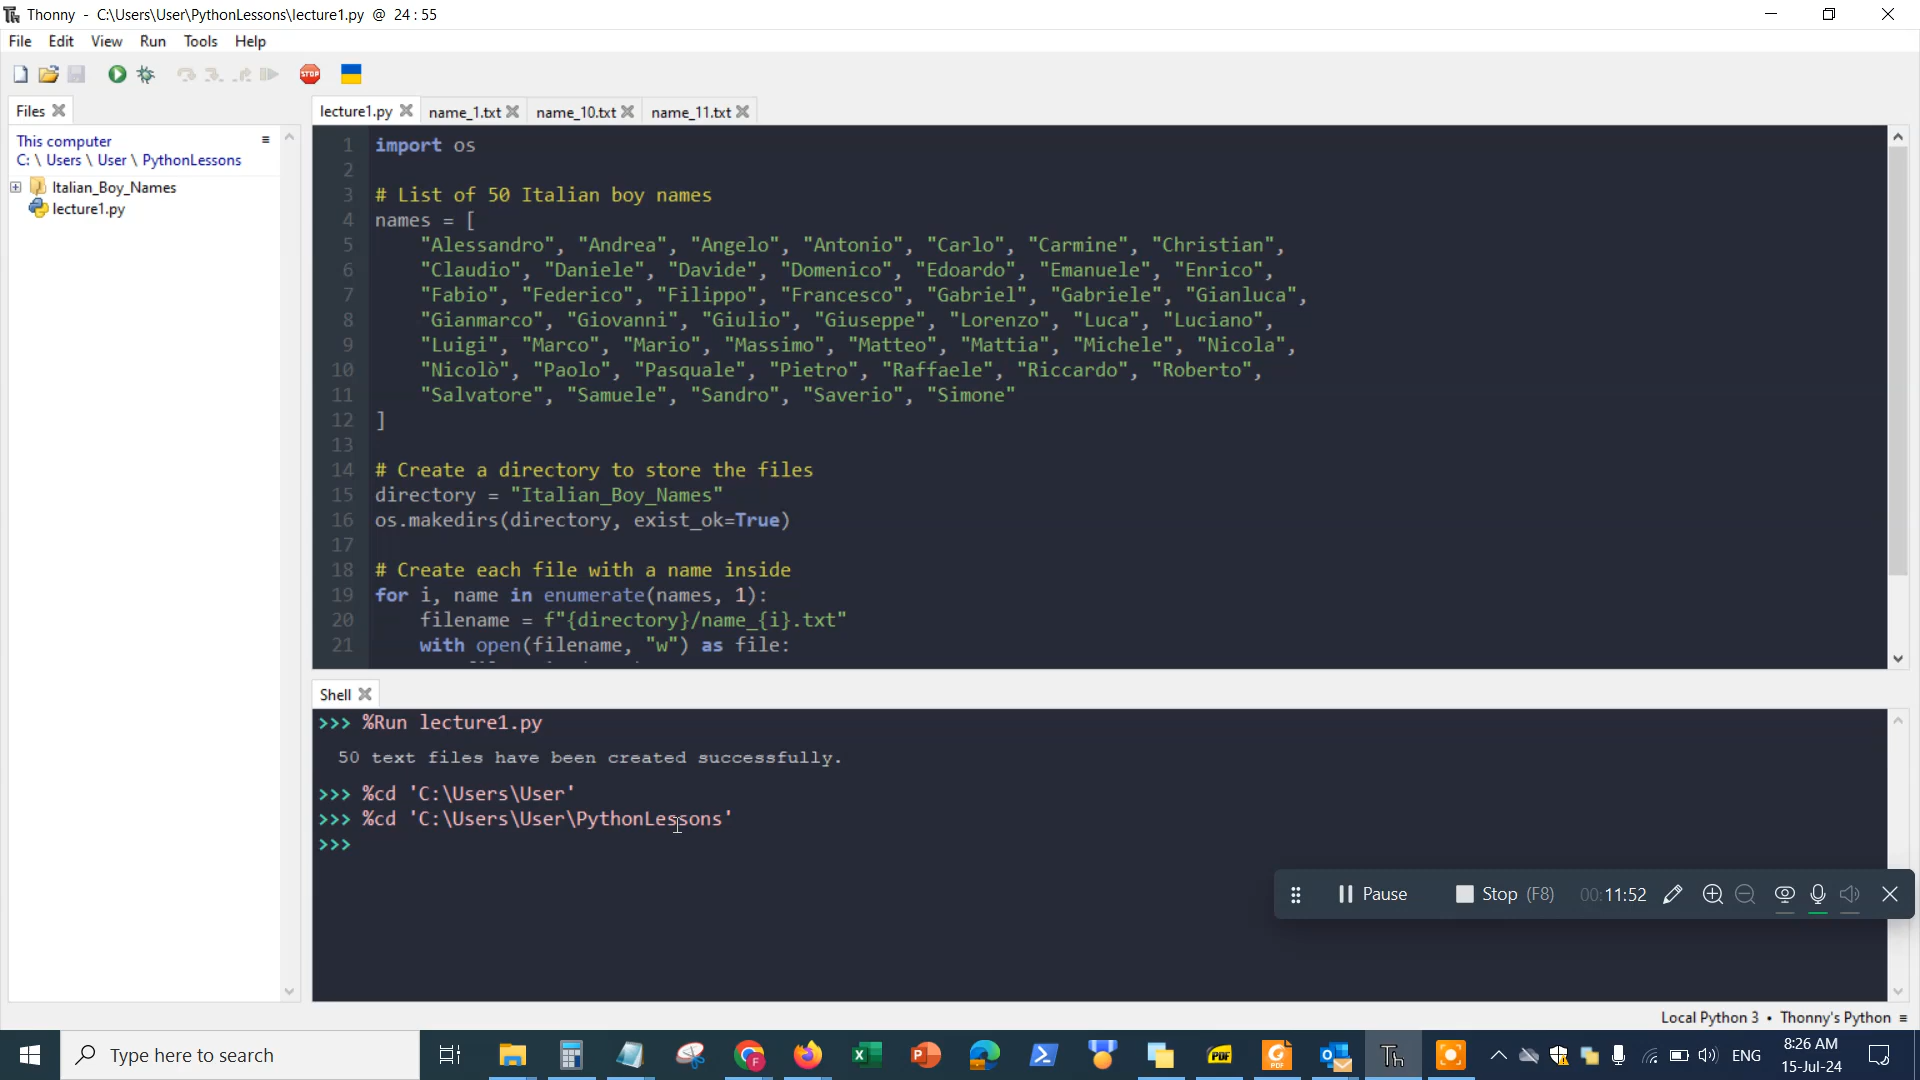 Thonny - C:\Users\User\PythonLessons\lecture1.py @ 24 : 55
File Edit View Run Tools Help
STOP
Files
This computer
C: \ Users \ User \ PythonLessons
Italian_Boy_Names
lecture1.py
lecture1.py name_1.txt name_10.txt name_11.txt
1 import os
2
3 # List of 50 Italian boy names
4 names = [
5 "Alessandro", "Andrea", "Angelo", "Antonio", "Carlo", "Carmine", "Christian",
6 "Claudio", "Daniele", "Davide", "Domenico", "Edoardo", "Emanuele", "Enrico",
7 "Fabio", "Federico", "Filippo", "Francesco", "Gabriel", "Gabriele", "Gianluca",
8 "Gianmarco", "Giovanni", "Giulio", "Giuseppe", "Lorenzo", "Luca", "Luciano",
9 "Luigi", "Marco", "Mario", "Massimo", "Matteo", "Mattia", "Michele", "Nicola",
10 "Nicolò", "Paolo", "Pasquale", "Pietro", "Raffaele", "Riccardo", "Roberto",
11 "Salvatore", "Samuele", "Sandro", "Saverio", "Simone"
12 ]
13
14 # Create a directory to store the files
15 directory = "Italian_Boy_Names"
16 os.makedirs(directory, exist_ok=True)
17
18 # Create each file with a name inside
19 for i, name in enumerate(names, 1):
20 filename = f"{directory}/name_{i}.txt"
21 with open(filename, "w") as file:
Shell
>>> %Run lecture1.py
50 text files have been created successfully.
>>> %cd 'C:\Users\User'
>>> %cd 'C:\Users\User\PythonLessons'
>>>
Pause Stop (F8) 00:11:52
Local Python 3 • Thonny's Python ≡
Type here to search
PDF
PDF
Th
ENG
8:26 AM
15-Jul-24